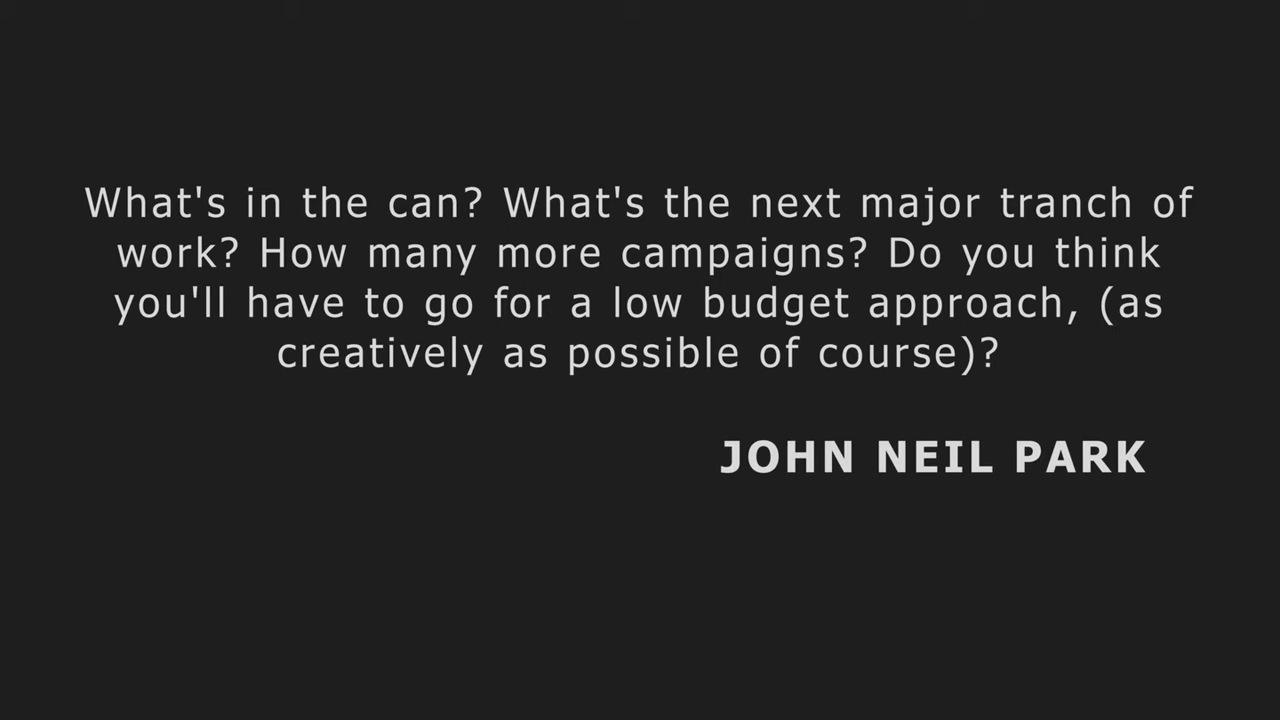 What's in the can? What's the next major tranch of
work? How many more campaigns? Do you think
you'll have to go for a low budget approach, (as
creatively as possible of course)?
JOHN NEIL PARK